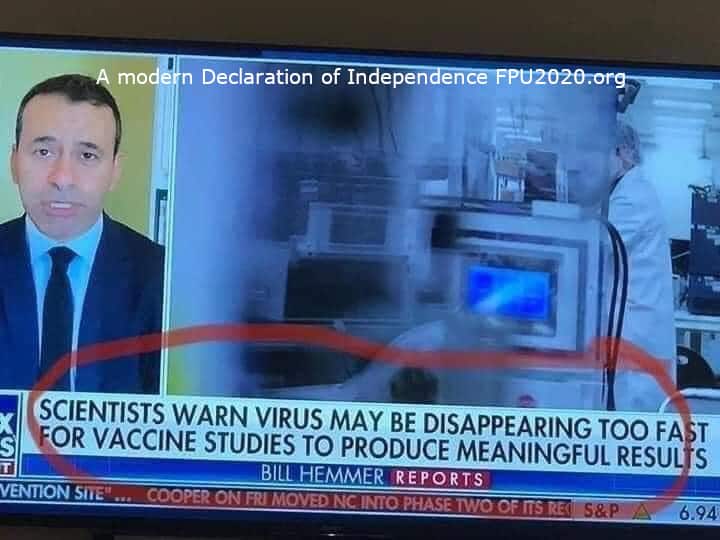 A modern Declaration of Independence FPU2020.org
SCIENTISTS WARN VIRUS MAY BE DISAPPEARING TOO FAST
FOR VACCINE STUDIES TO PRODUCE MEANINGFUL RESULTS
BILL HEMMER REPORTS
VENTION SITE"... COOPER ON FRI MOVED NC INTO PHASE TWO OF ITS RE S&P 6.94